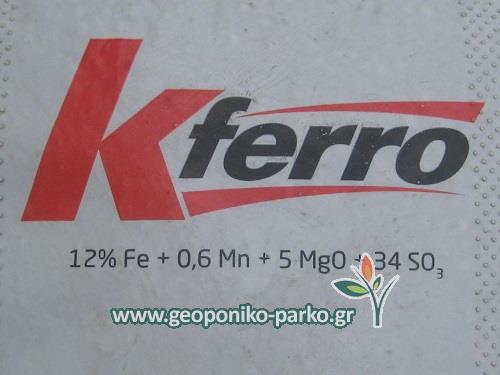 Kferro
12% Fe + 0,6 Mn + 5 MgO + 34 SO₃
www.geoponiko-parko.gr